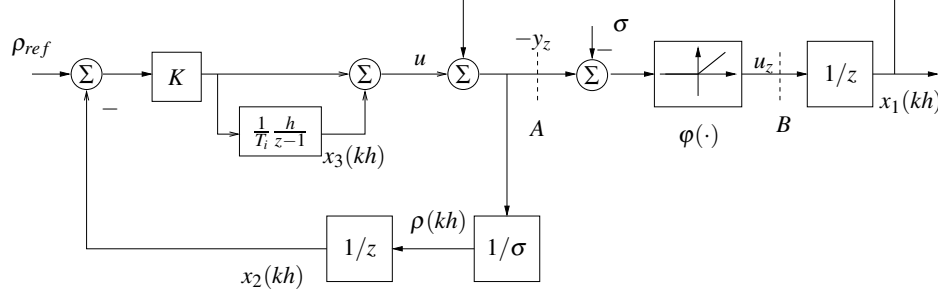 ρ_ref
Σ
−
K
1/T_i h/(z−1)
x_3(kh)
Σ
u
Σ
−y_z
A
σ
−
Σ
φ(·)
u_z
B
1/z
x_1(kh)
ρ(kh)
1/σ
1/z
x_2(kh)